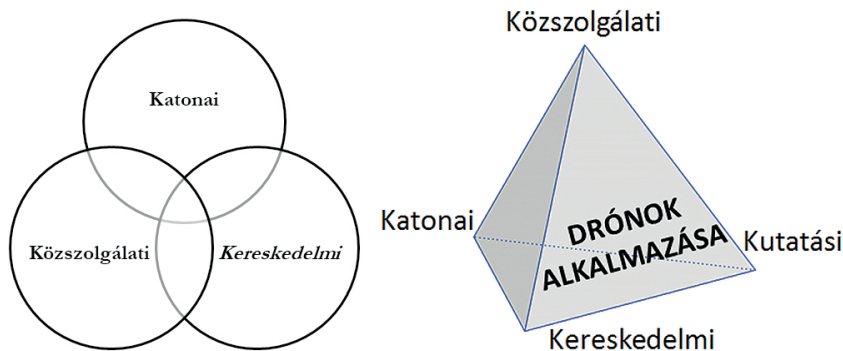 Katonai
Közszolgálati
Kereskedelmi
Közszolgálati
Katonai
DRÓNOK
ALKALMAZÁSA
Kutatási
Kereskedelmi